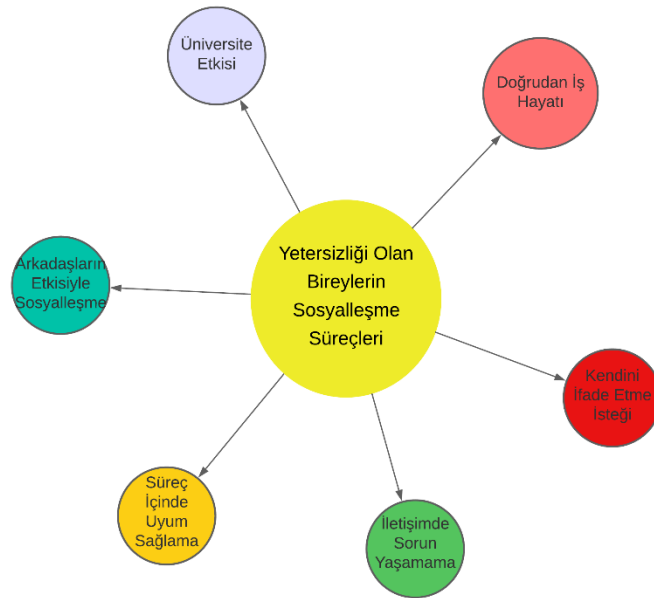 Üniversite
Etkisi
Doğrudan İş
Hayatı
Arkadaşların
Etkisiyle
Sosyalleşme
Yetersizliği Olan
Bireylerin
Sosyalleşme
Süreçleri
Kendini
İfade Etme
İsteği
Süreç
İçinde
Uyum
Sağlama
İletişimde
Sorun
Yaşamama